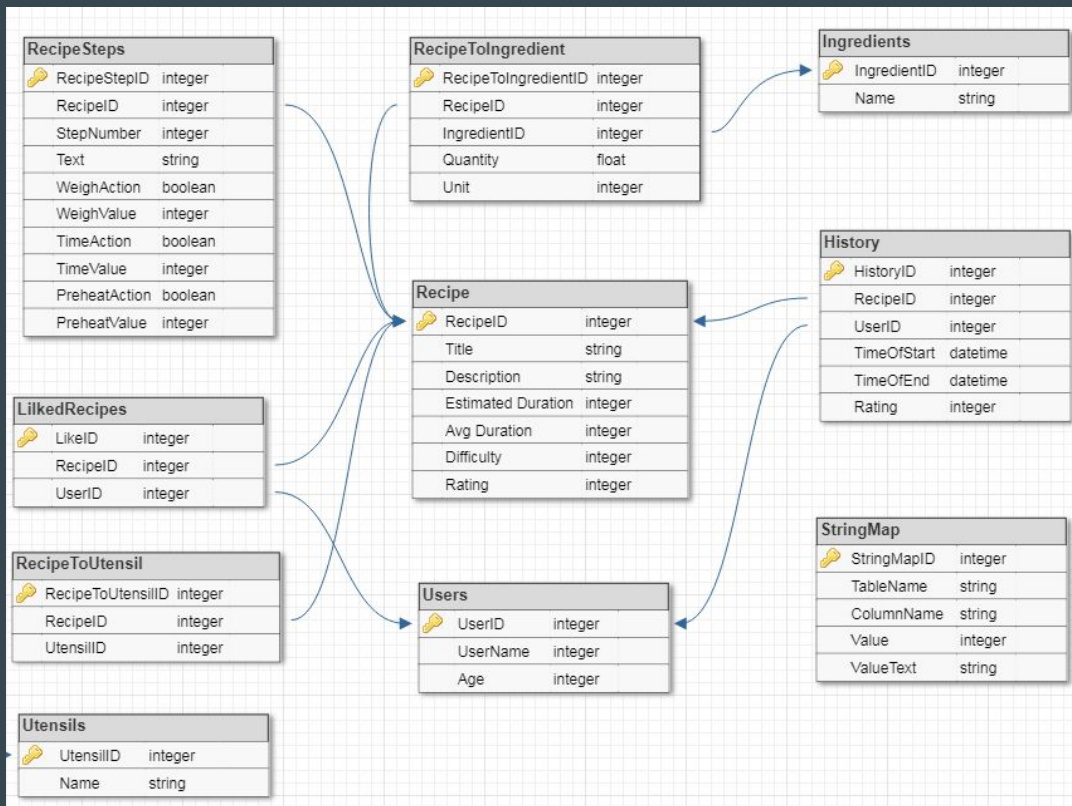 RecipeSteps
RecipeStepID integer
RecipeID integer
StepNumber integer
Text string
WeighAction boolean
WeighValue integer
TimeAction boolean
TimeValue integer
PreheatAction boolean
PreheatValue integer
RecipeToIngredient
RecipeToIngredientID integer
RecipeID integer
IngredientID integer
Quantity float
Unit integer
Ingredients
IngredientID integer
Name string
History
HistoryID integer
RecipeID integer
UserID integer
TimeOfStart datetime
TimeOfEnd datetime
Rating integer
Recipe
RecipeID integer
Title string
Description string
Estimated Duration integer
Avg Duration integer
Difficulty integer
Rating integer
LilkedRecipes
LikeID integer
RecipeID integer
UserID integer
RecipeToUtensil
RecipeToUtensilID integer
RecipeID integer
UtensilID integer
Users
UserID integer
UserName integer
Age integer
StringMap
StringMapID integer
TableName string
ColumnName string
Value integer
ValueText string
Utensils
UtensilID integer
Name string